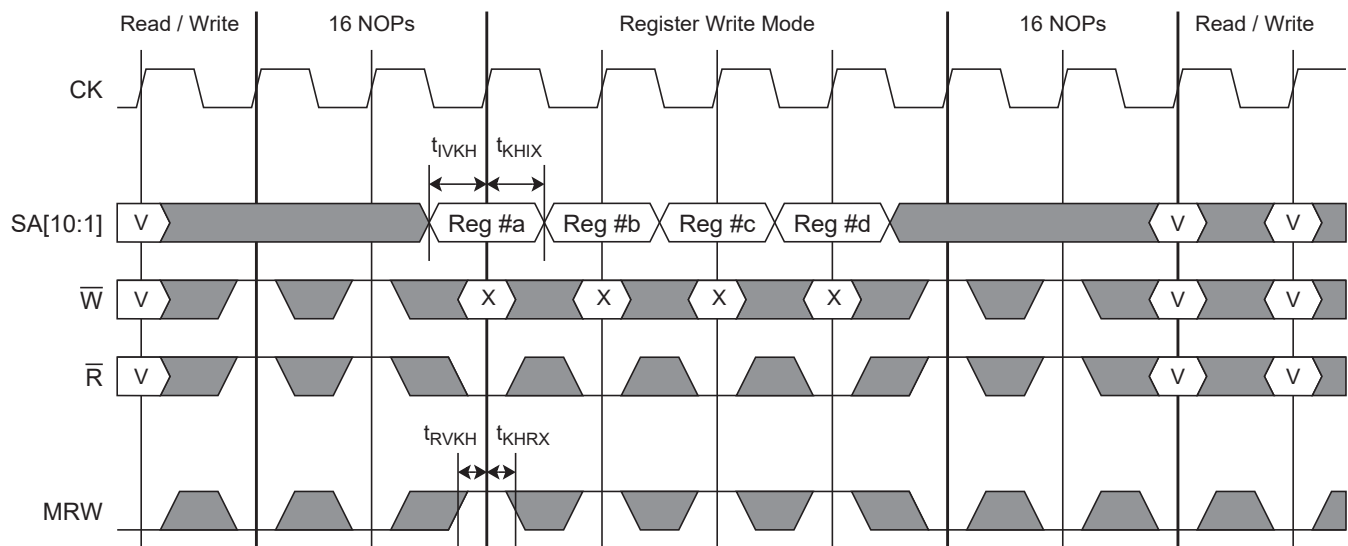 Read / Write 16 NOPs Register Write Mode 16 NOPs Read / Write
CK
tIVKH tKHIX
SA[10:1] V Reg #a Reg #b Reg #c Reg #d V V
W̅ V X X X X V V
R̅ V V V
tRVKH tKHRX
MRW